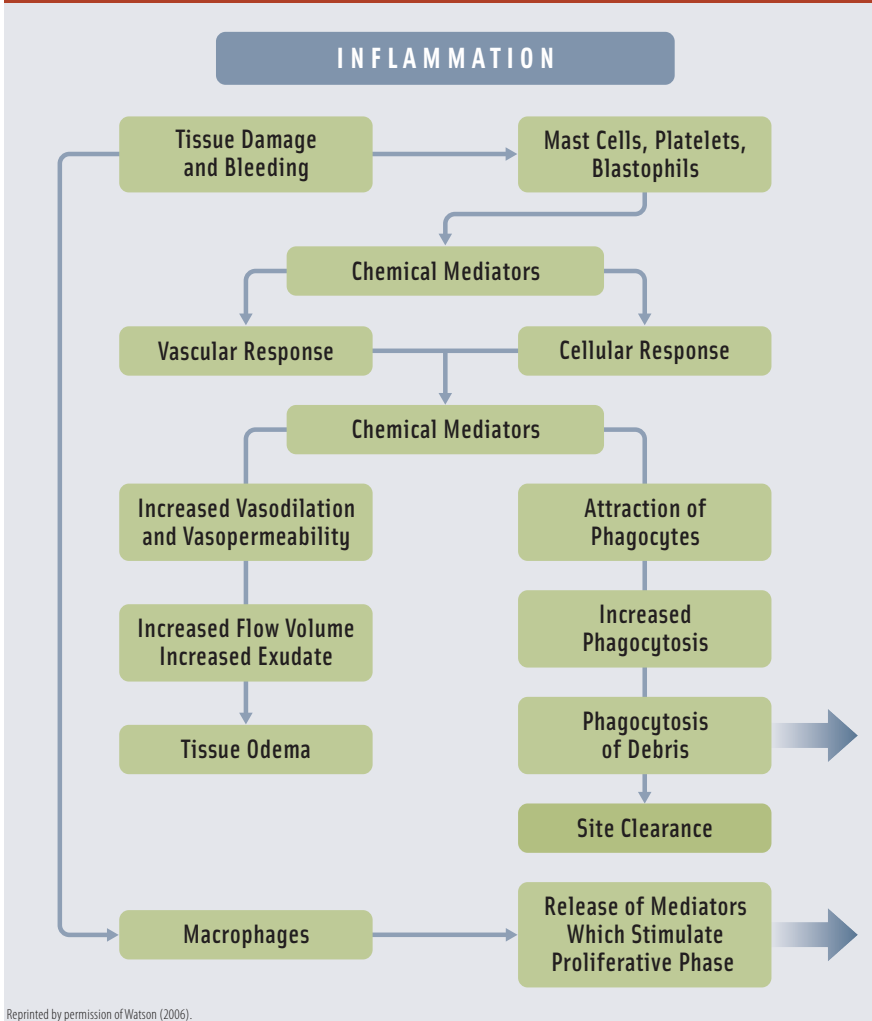 INFLAMMATION
Tissue Damage
and Bleeding
Mast Cells, Platelets,
Blastophils
Chemical Mediators
Vascular Response
Cellular Response
Chemical Mediators
Increased Vasodilation
and Vasopermeability
Attraction of
Phagocytes
Increased Flow Volume
Increased Exudate
Increased
Phagocytosis
Tissue Odema
Phagocytosis
of Debris
Site Clearance
Macrophages
Release of Mediators
Which Stimulate
Proliferative Phase
Reprinted by permission of Watson (2006).